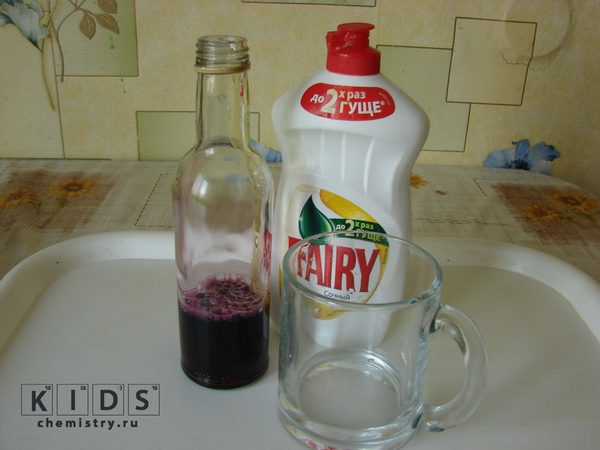 до 2х раз
ГУЩЕ*
до 2х раз
ГУЩЕ
FAIRY
Сочный
KIDS
chemistry.ru